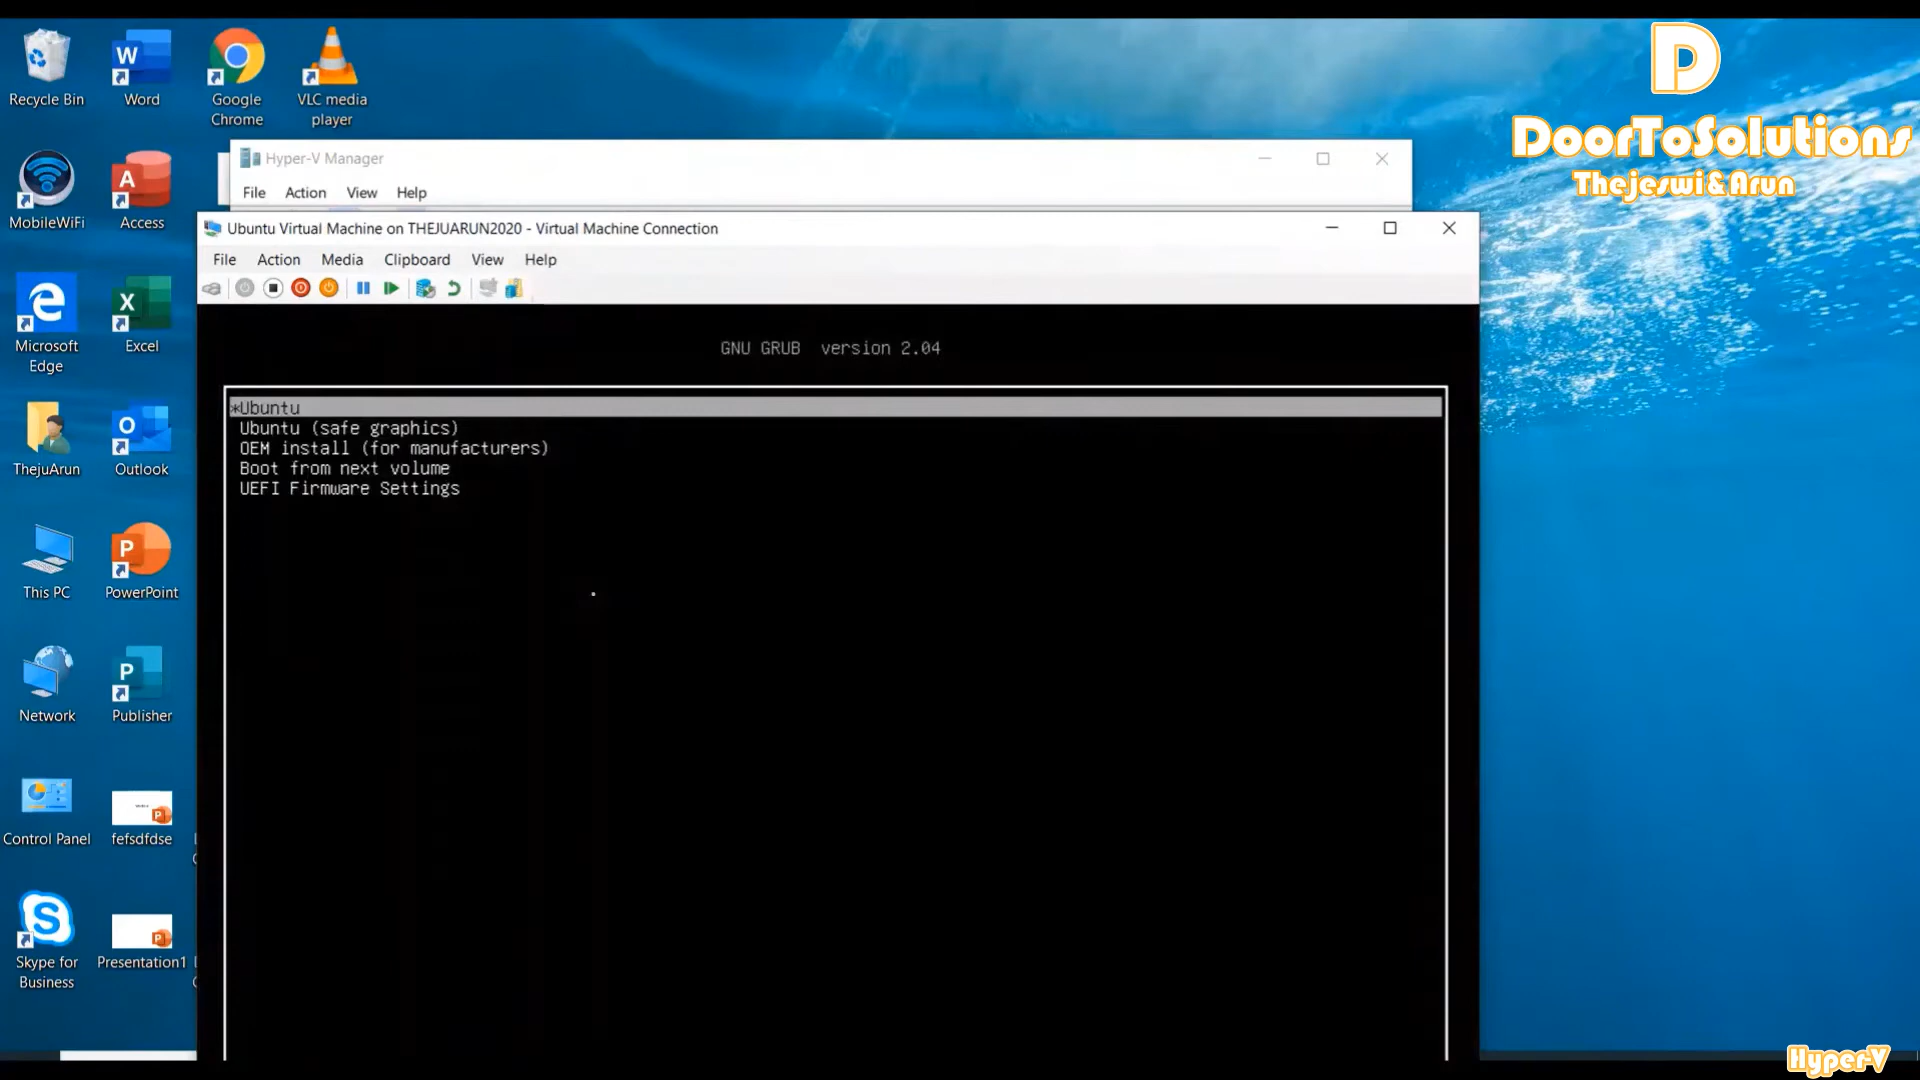 Recycle Bin
Word
Google
Chrome
VLC media
player
MobileWiFi
Access
Microsoft
Edge
Excel
ThejuArun
Outlook
This PC
PowerPoint
Network
Publisher
Control Panel
fefsdfdse
Skype for
Business
Presentation1
D
DoorToSolutions
Thejeswi&Arun
Hyper-V Manager
File Action View Help
Ubuntu Virtual Machine on THEJUARUN2020 - Virtual Machine Connection
File Action Media Clipboard View Help
GNU GRUB version 2.04
*Ubuntu
Ubuntu (safe graphics)
OEM install (for manufacturers)
Boot from next volume
UEFI Firmware Settings
Hyper-V